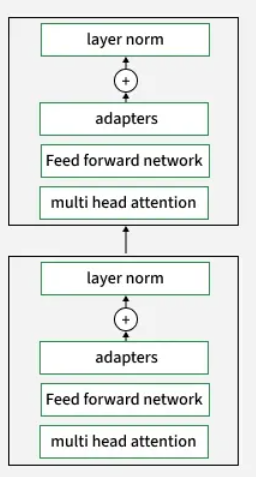 layer norm
+
adapters
Feed forward network
multi head attention
layer norm
+
adapters
Feed forward network
multi head attention